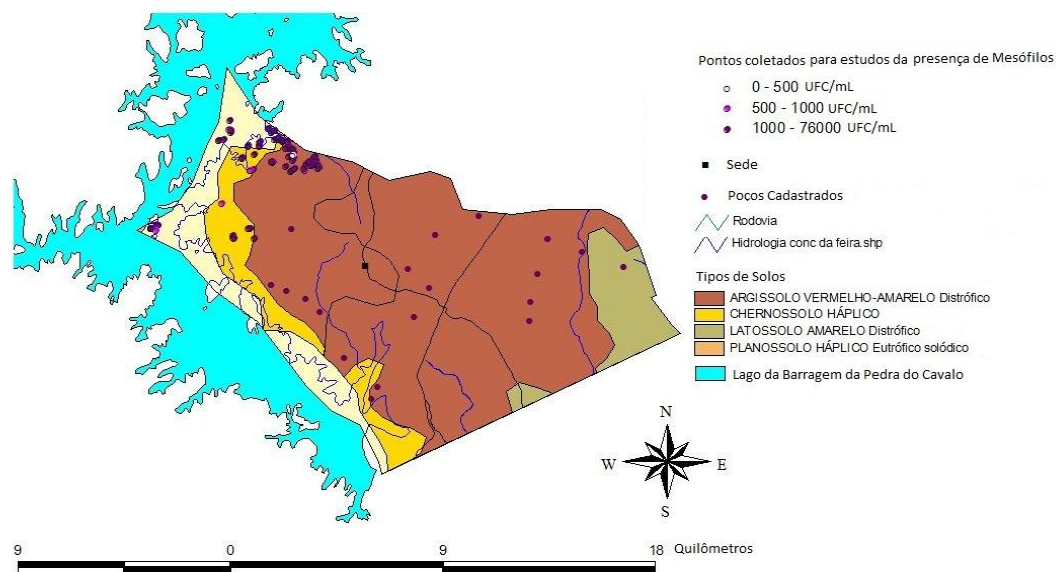 Pontos coletados para estudos da presença de Mesófilos
0 - 500 UFC/mL
500 - 1000 UFC/mL
1000 - 76000 UFC/mL
Sede
Poços Cadastrados
Rodovia
Hidrologia conc da feira.shp
Tipos de Solos
ARGISSOLO VERMELHO-AMARELO Distrófico
CHERNOSSOLO HÁPLICO
LATOSSOLO AMARELO Distrófico
PLANOSSOLO HÁPLICO Eutrófico solódico
Lago da Barragem da Pedra do Cavalo
N
W E
S
9 0 9 18 Quilômetros